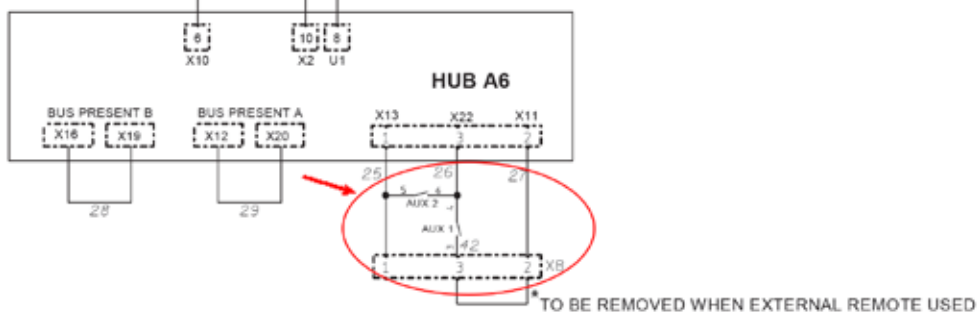 6 10 8
X10 X2 U1
HUB A6
BUS PRESENT B BUS PRESENT A X13 X22 X11
X16 X19 X12 X20 1 3 2
25 26 27
5 6
AUX 2
28 29
AUX 1
42
1 3 2 X8
*TO BE REMOVED WHEN EXTERNAL REMOTE USED